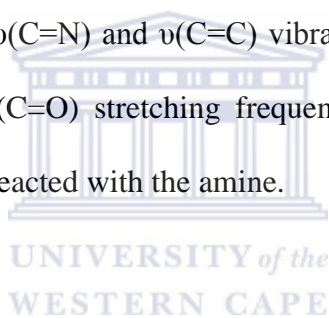 υ(C=N) and υ(C=C) vibra
(C=O) stretching frequen
eacted with the amine.
UNIVERSITY of the
WESTERN CAPE